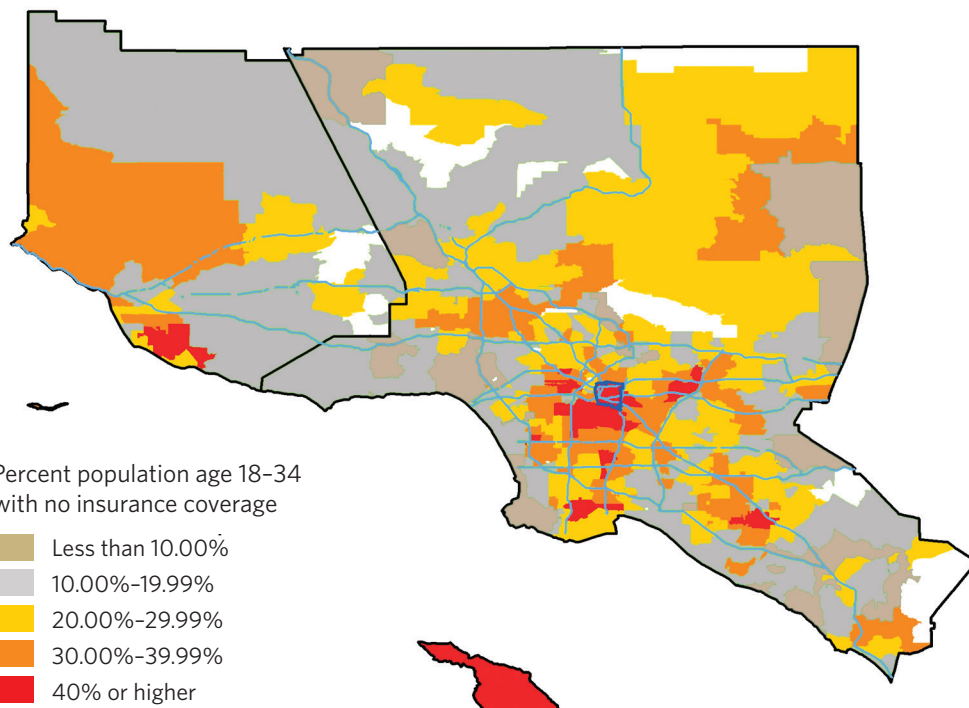 Percent population age 18–34
with no insurance coverage
Less than 10.00%
10.00%–19.99%
20.00%–29.99%
30.00%–39.99%
40% or higher